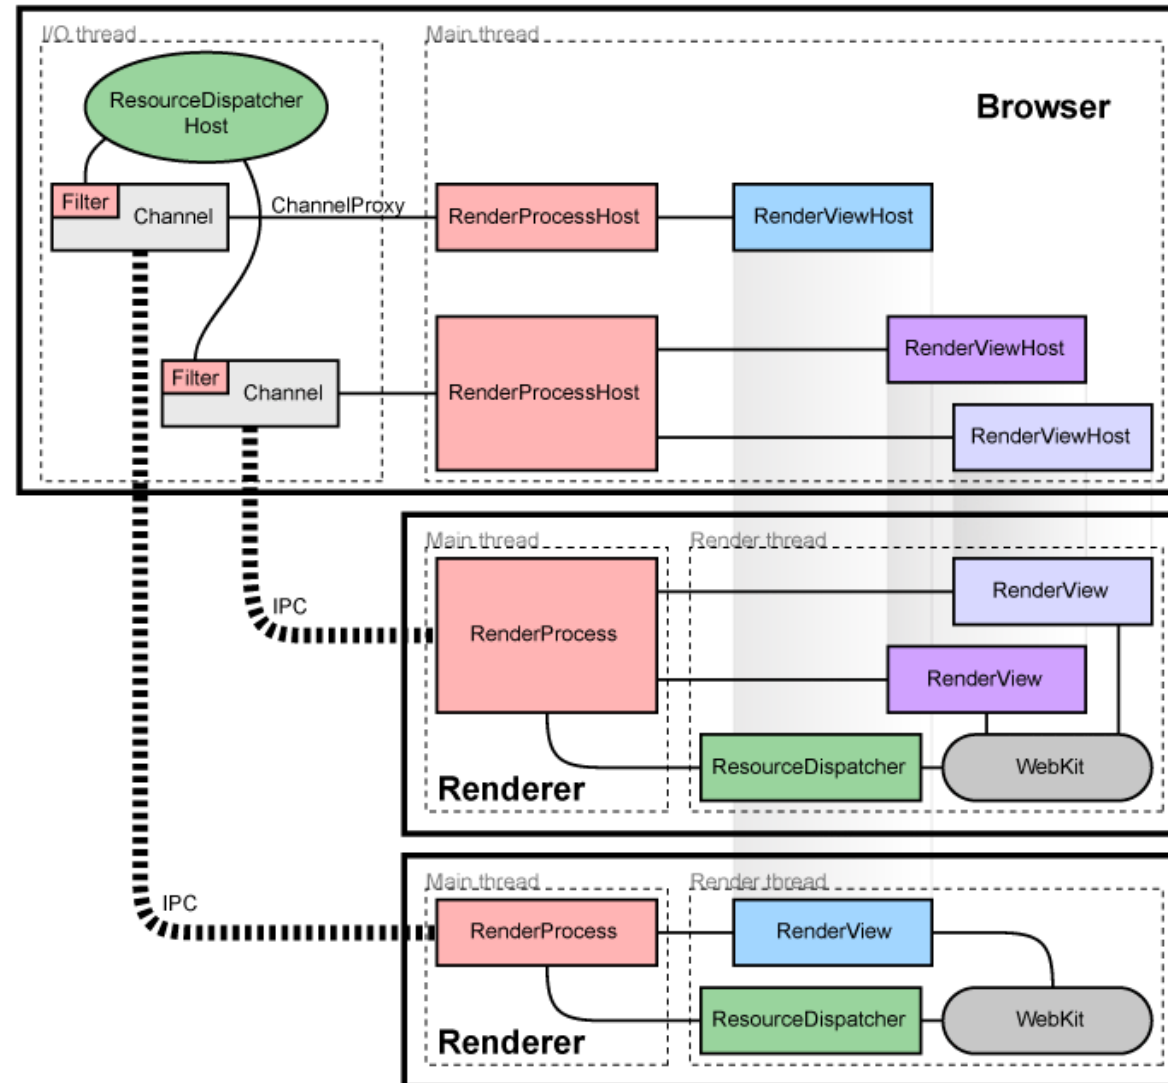 I/O thread
Main thread
ResourceDispatcher
Host
Browser
Filter
Channel
ChannelProxy
RenderProcessHost
RenderViewHost
Filter
Channel
RenderProcessHost
RenderViewHost
RenderViewHost
Main thread
Render thread
IPC
RenderProcess
RenderView
RenderView
ResourceDispatcher
WebKit
Renderer
Main thread
Render thread
IPC
RenderProcess
RenderView
ResourceDispatcher
WebKit
Renderer